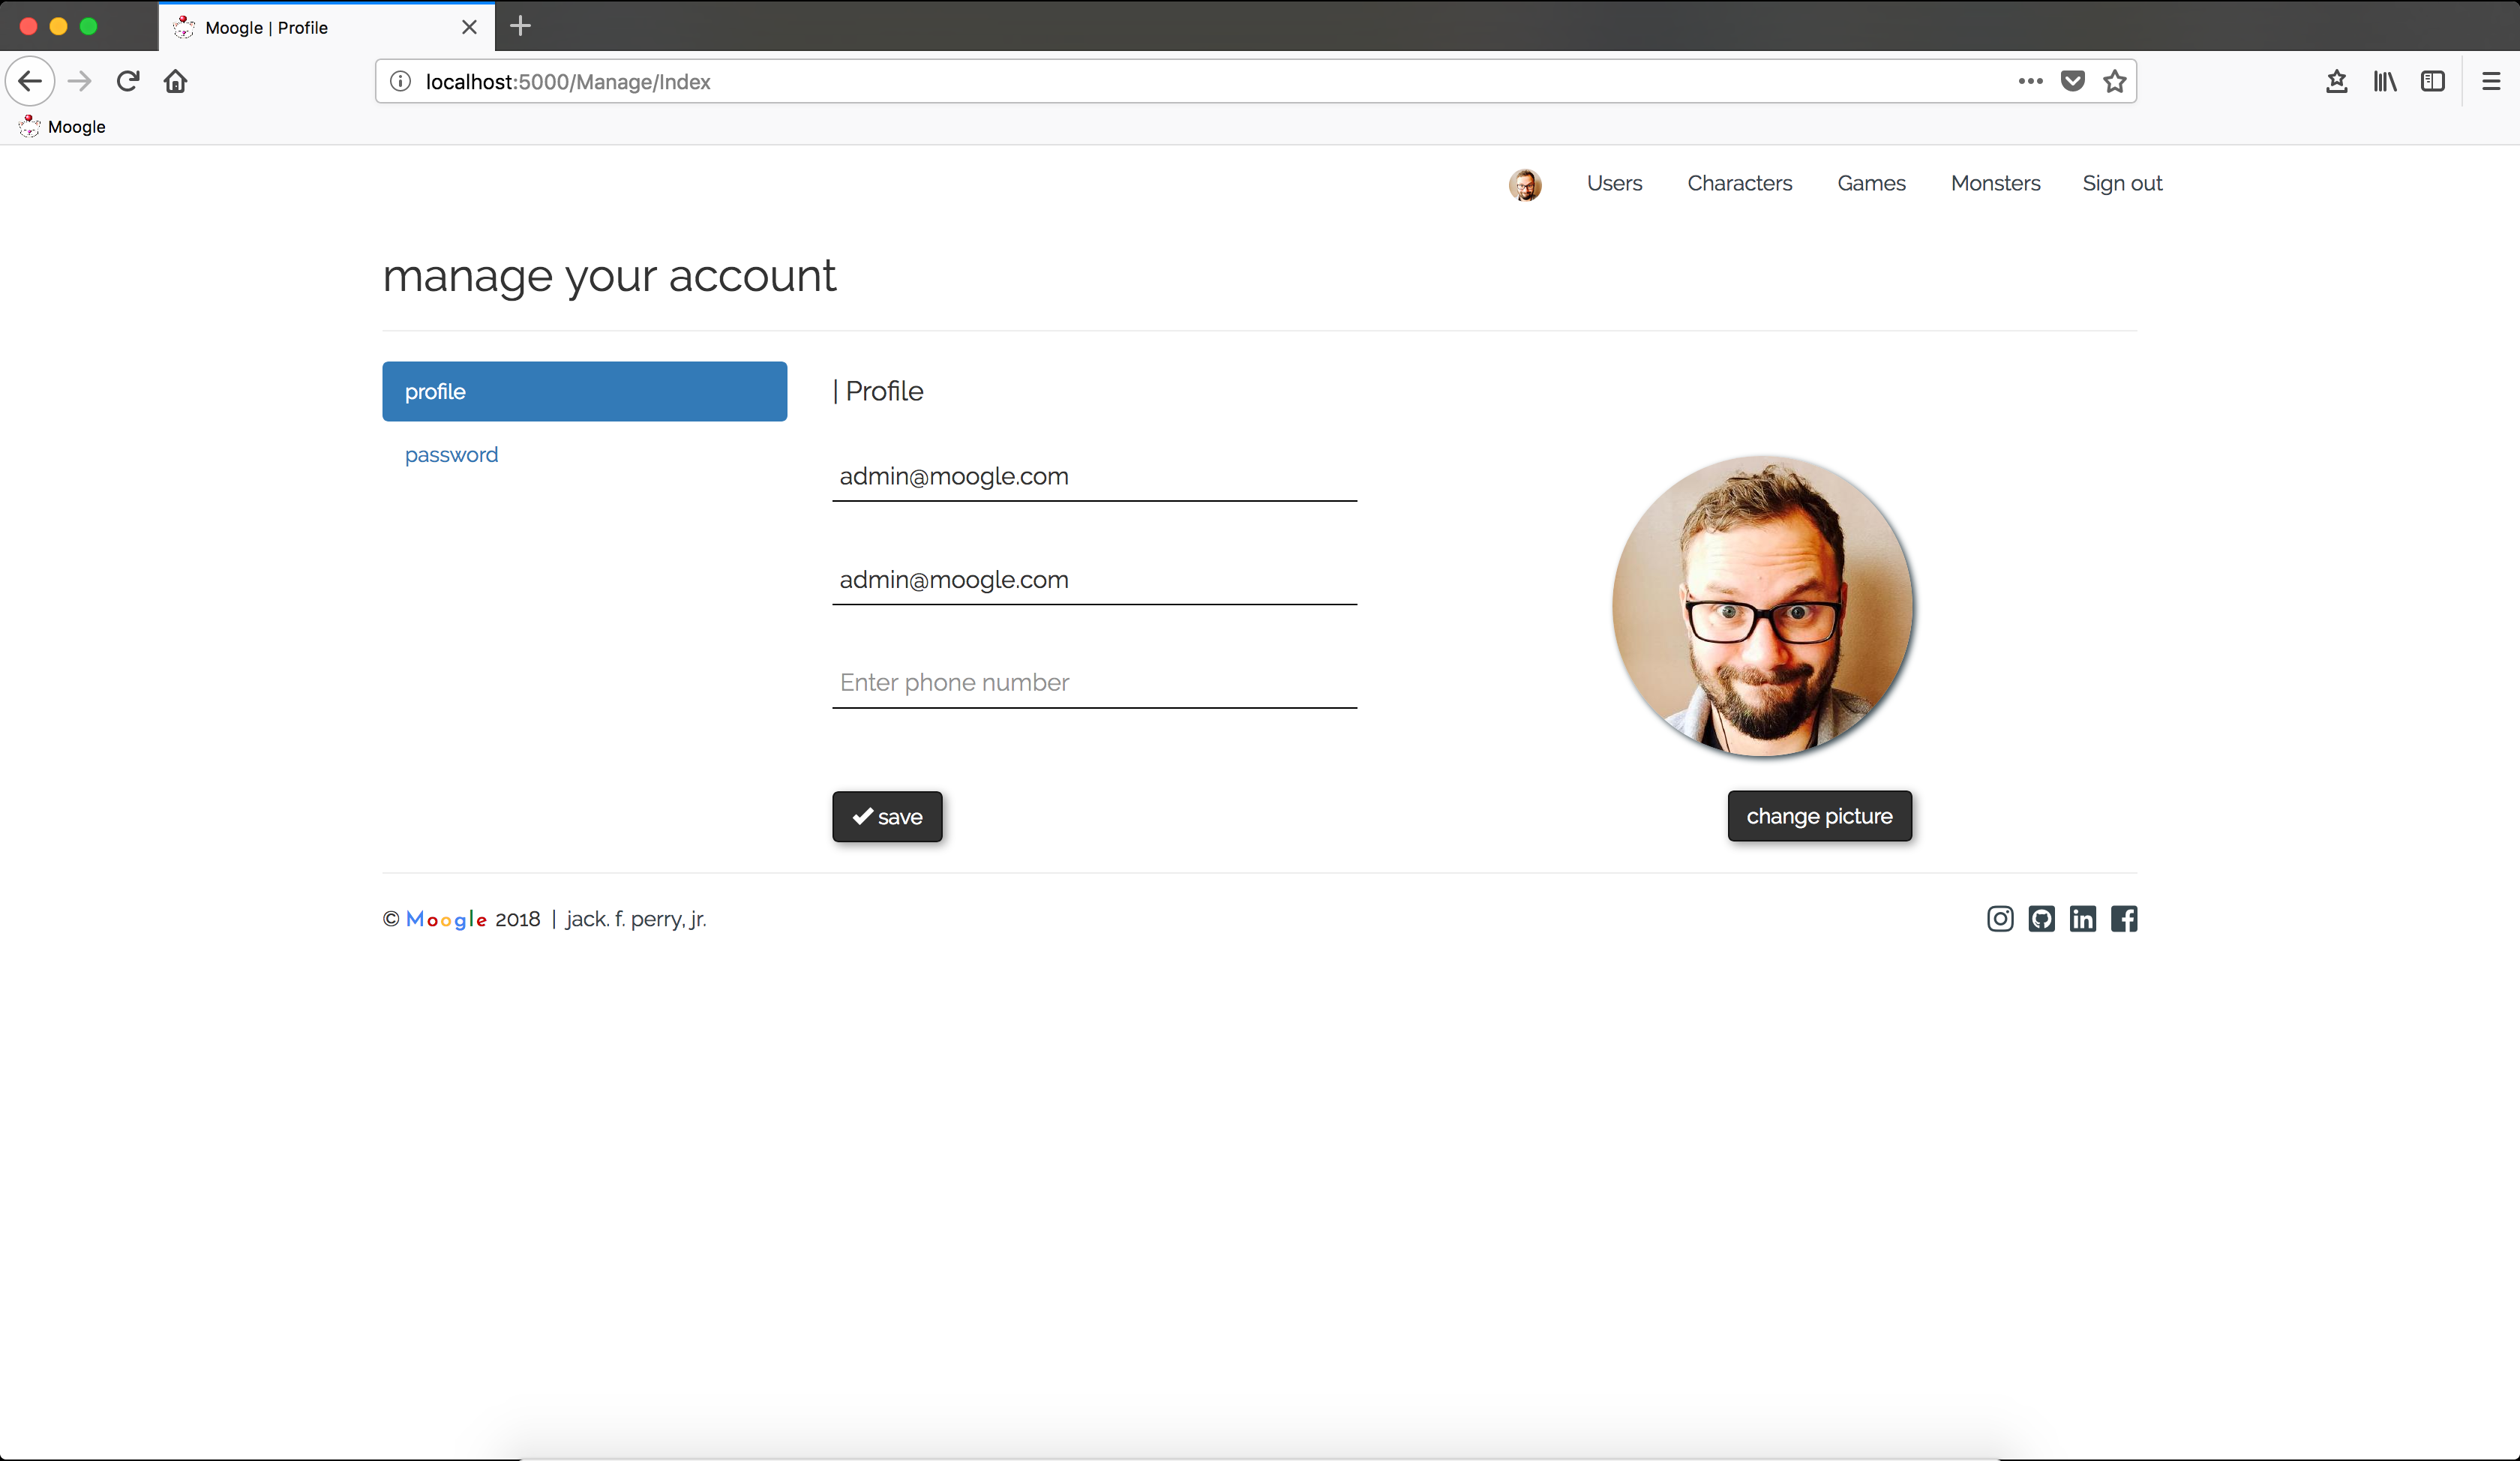 Moogle | Profile
localhost:5000/Manage/Index
Moogle
Users Characters Games Monsters Sign out
manage your account
profile
password
| Profile
admin@moogle.com
admin@moogle.com
Enter phone number
save
change picture
© Moogle 2018 | jack. f. perry, jr.